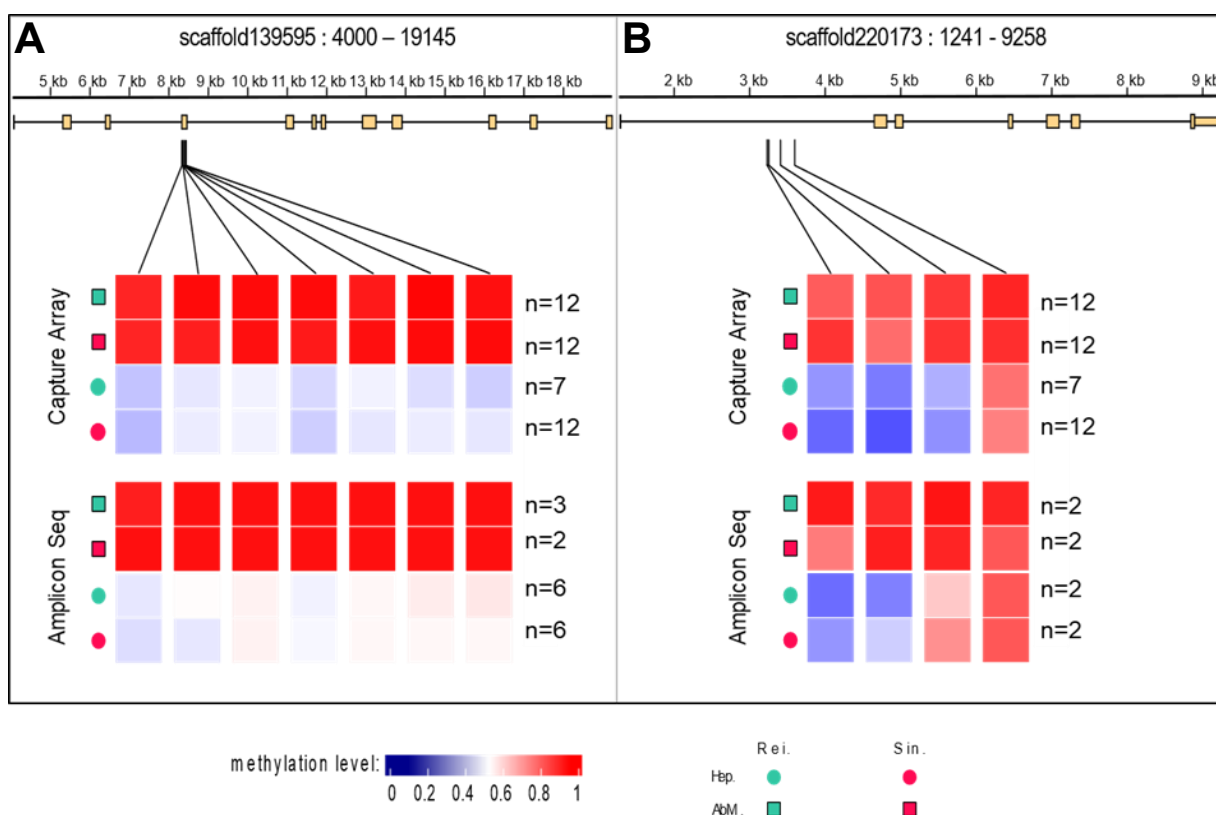 A scaffold139595 : 4000 – 19145
5 kb 6 kb 7 kb 8 kb 9 kb 10 kb 11 kb 12 kb 13 kb 14 kb 15 kb 16 kb 17 kb 18 kb
Capture Array
n=12
n=12
n=7
n=12
Amplicon Seq
n=3
n=2
n=6
n=6
B scaffold220173 : 1241 - 9258
2 kb 3 kb 4 kb 5 kb 6 kb 7 kb 8 kb 9 kb
Capture Array
n=12
n=12
n=7
n=12
Amplicon Seq
n=2
n=2
n=2
n=2
methylation level:
0 0.2 0.4 0.6 0.8 1
Rei. Sin.
Hep.
AbM.